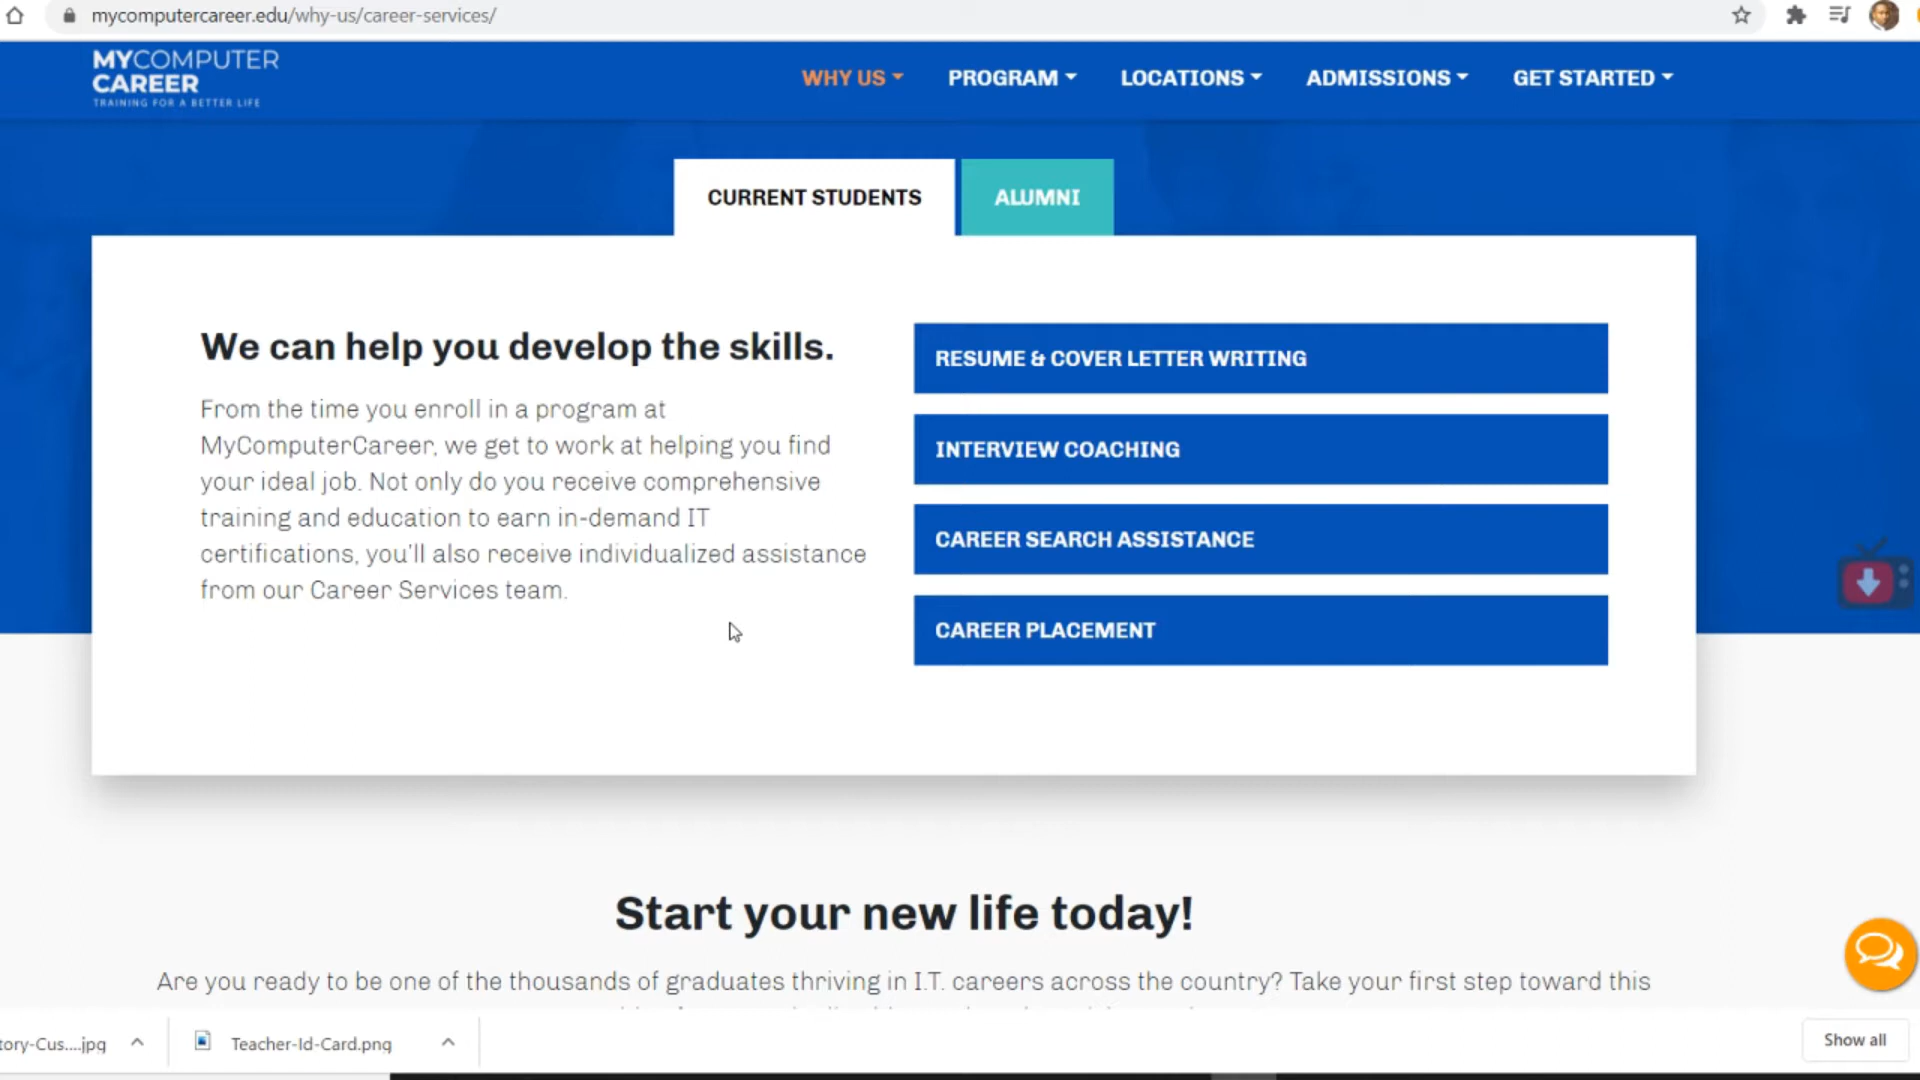 mycomputercareer.edu/why-us/career-services/
MYCOMPUTER
CAREER
TRAINING FOR A BETTER LIFE
WHY US
PROGRAM
LOCATIONS
ADMISSIONS
GET STARTED
CURRENT STUDENTS
ALUMNI
We can help you develop the skills.
From the time you enroll in a program at
MyComputerCareer, we get to work at helping you find
your ideal job. Not only do you receive comprehensive
training and education to earn in-demand IT
certifications, you'll also receive individualized assistance
from our Career Services team.
RESUME & COVER LETTER WRITING
INTERVIEW COACHING
CAREER SEARCH ASSISTANCE
CAREER PLACEMENT
Start your new life today!
Are you ready to be one of the thousands of graduates thriving in I.T. careers across the country? Take your first step toward this
tory-Cus....jpg
Teacher-Id-Card.png
Show all